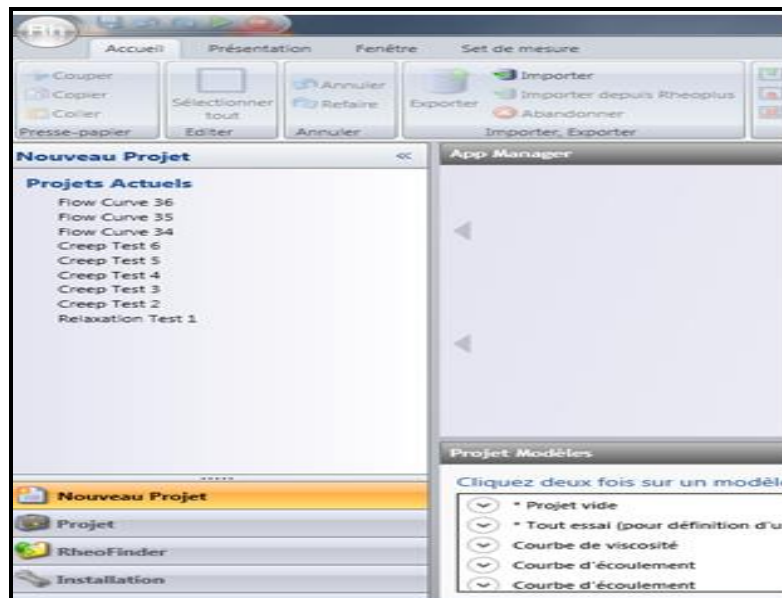 Accueil Présentation Fenêtre Set de mesure
Couper
Copier
Coller
Presse-papier
Sélectionner
tout
Editer
Annuler
Refaire
Annuler
Exporter
Importer
Importer depuis Rheoplus
Abandonner
Importer, Exporter
Nouveau Projet «
Projets Actuels
Flow Curve 36
Flow Curve 35
Flow Curve 34
Creep Test 6
Creep Test 5
Creep Test 4
Creep Test 3
Creep Test 2
Relaxation Test 1
Nouveau Projet
Projet
RheoFinder
Installation
App Manager
Projet Modèles
Cliquez deux fois sur un modèle
* Projet vide
* Tout essai (pour définition d'u
Courbe de viscosité
Courbe d'écoulement
Courbe d'écoulement